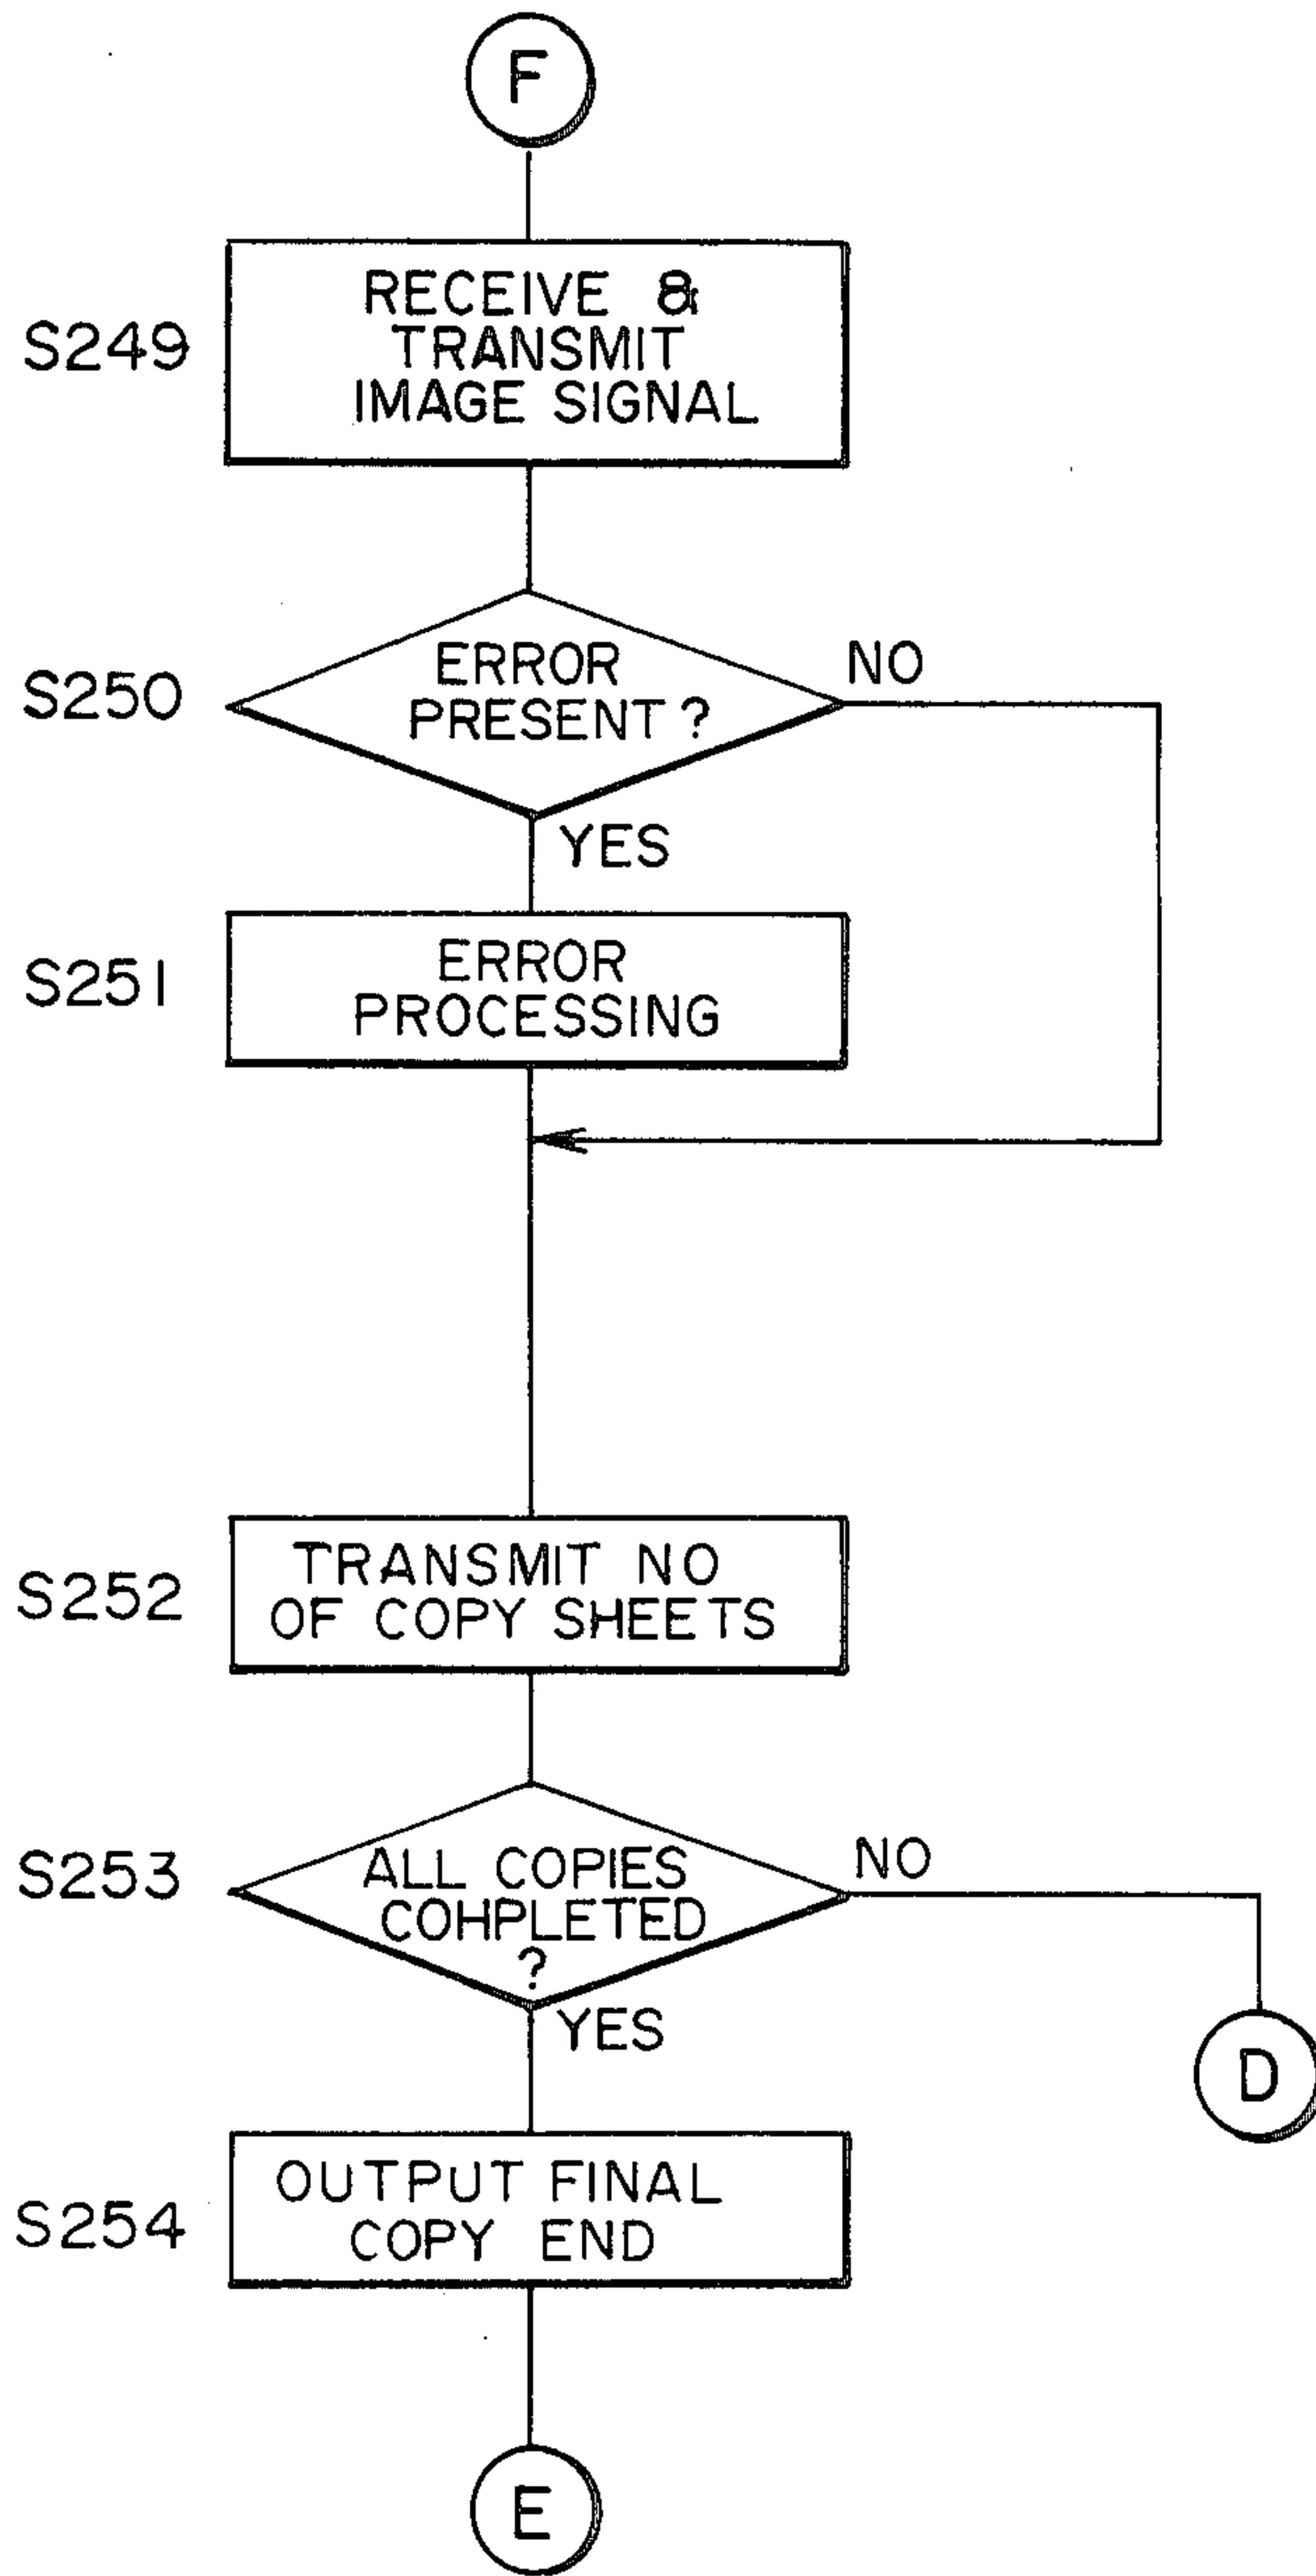 F
S249
RECEIVE &
TRANSMIT
IMAGE SIGNAL
S250
ERROR
PRESENT ?
NO
YES
S251
ERROR
PROCESSING
S252
TRANSMIT NO
OF COPY SHEETS
S253
ALL COPIES
COHPLETED
?
NO
YES
D
S254
OUTPUT FINAL
COPY END
E